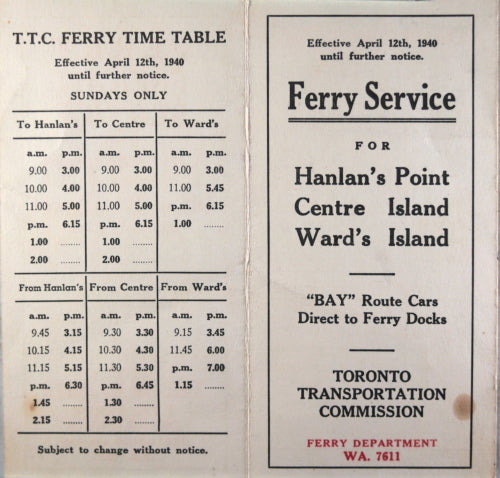 T.T.C. FERRY TIME TABLE
Effective April 12th, 1940
until further notice.
SUNDAYS ONLY
To Hanlan's To Centre To Ward's
a.m. p.m. a.m. p.m. a.m. p.m.
9.00 3.00 9.00 3.00 9.00 3.00
10.00 4.00 10.00 4.00 11.00 5.45
11.00 5.00 11.00 5.00 p.m. 6.15
p.m. 6.15 p.m. 6.15 1.00 ........
1.00 ........ 1.00 ........
2.00 ........ 2.00 ........
From Hanlan's From Centre From Ward's
a.m. p.m. a.m. p.m. a.m. p.m.
9.45 3.15 9.30 3.30 9.15 3.45
10.15 4.15 10.30 4.30 11.45 6.00
11.15 5.15 11.30 5.30 p.m. 7.00
p.m. 6.30 p.m. 6.45 1.15 ........
1.45 ........ 1.30 ........
2.15 ........ 2.30 ........
Subject to change without notice.
Effective April 12th, 1940
until further notice.
Ferry Service
FOR
Hanlan's Point
Centre Island
Ward's Island
"BAY" Route Cars
Direct to Ferry Docks
TORONTO
TRANSPORTATION
COMMISSION
FERRY DEPARTMENT
WA. 7611